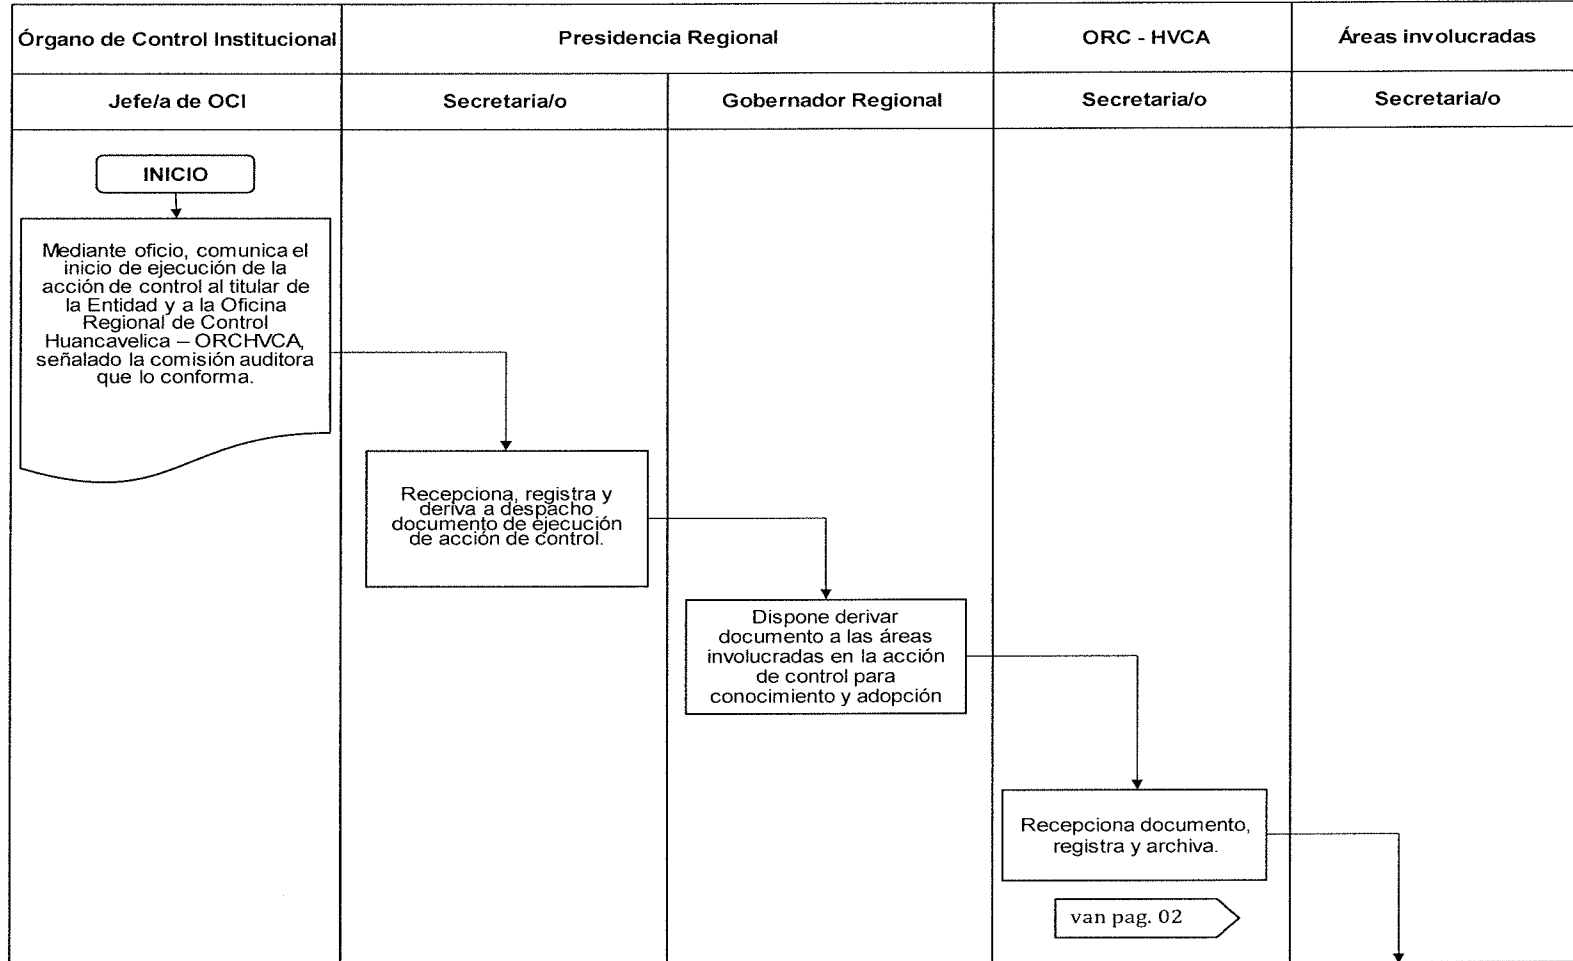 Órgano de Control Institucional
Presidencia Regional
ORC - HVCA
Áreas involucradas
Jefe/a de OCI
Secretaria/o
Gobernador Regional
Secretaria/o
Secretaria/o
INICIO
Mediante oficio, comunica el
inicio de ejecución de la
acción de control al titular de
la Entidad y a la Oficina
Regional de Control
Huancavelica – ORCHVCA,
señalado la comisión auditora
que lo conforma.
Recepciona, registra y
deriva a despacho
documento de ejecución
de acción de control.
Dispone derivar
documento a las áreas
involucradas en la acción
de control para
conocimiento y adopción
Recepciona documento,
registra y archiva.
van pag. 02